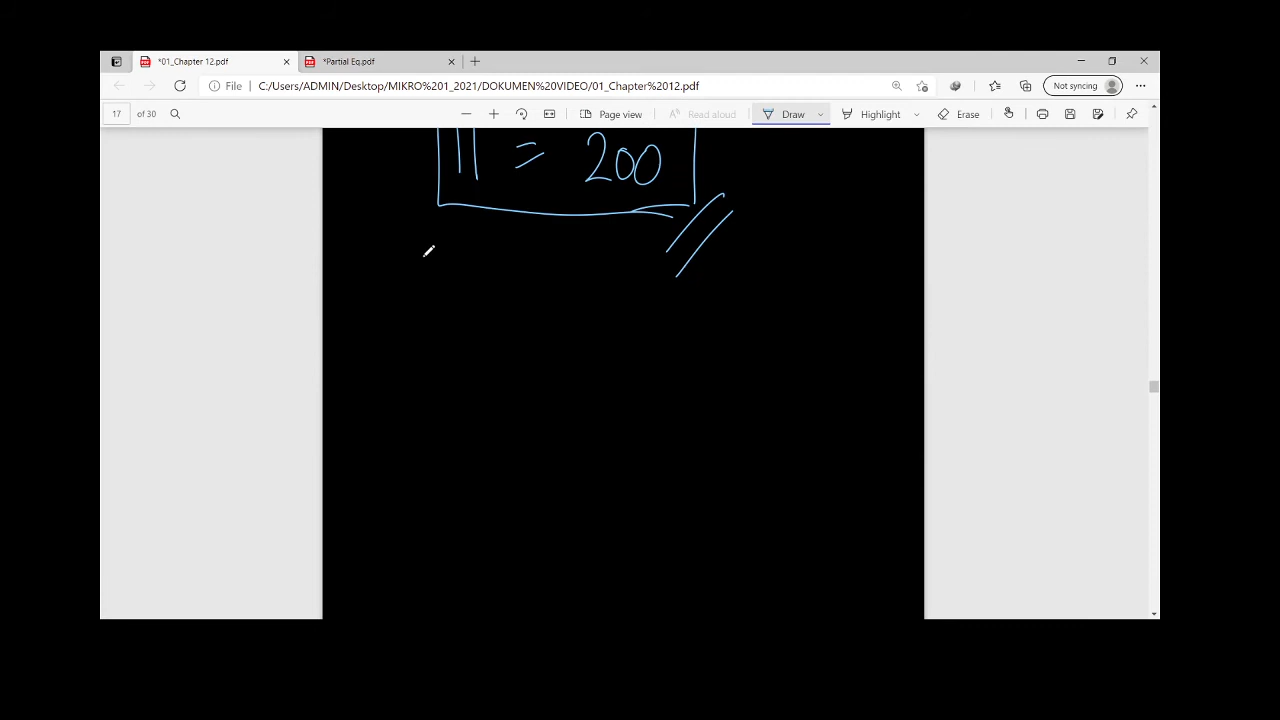 *01_Chapter 12.pdf
*Partial Eq.pdf
File
C:/Users/ADMIN/Desktop/MIKRO%201_2021/DOKUMEN%20VIDEO/01_Chapter%2012.pdf
Not syncing
17 of 30
Page view
Read aloud
Draw
Highlight
Erase
= 200